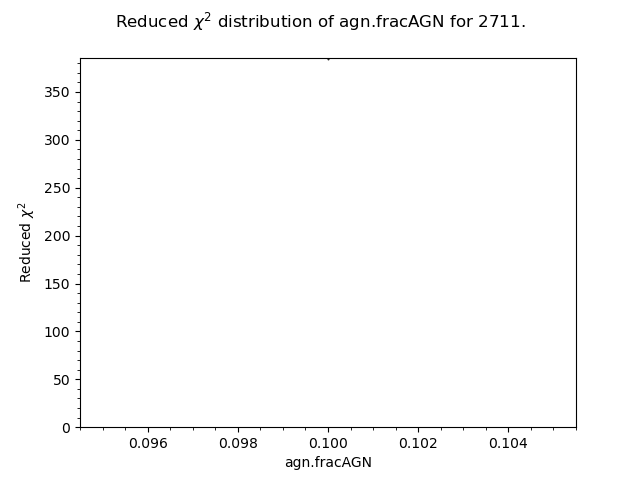 Reduced χ² distribution of agn.fracAGN for 2711.
350
300
250
200
150
100
50
0
Reduced χ²
0.096 0.098 0.100 0.102 0.104
agn.fracAGN